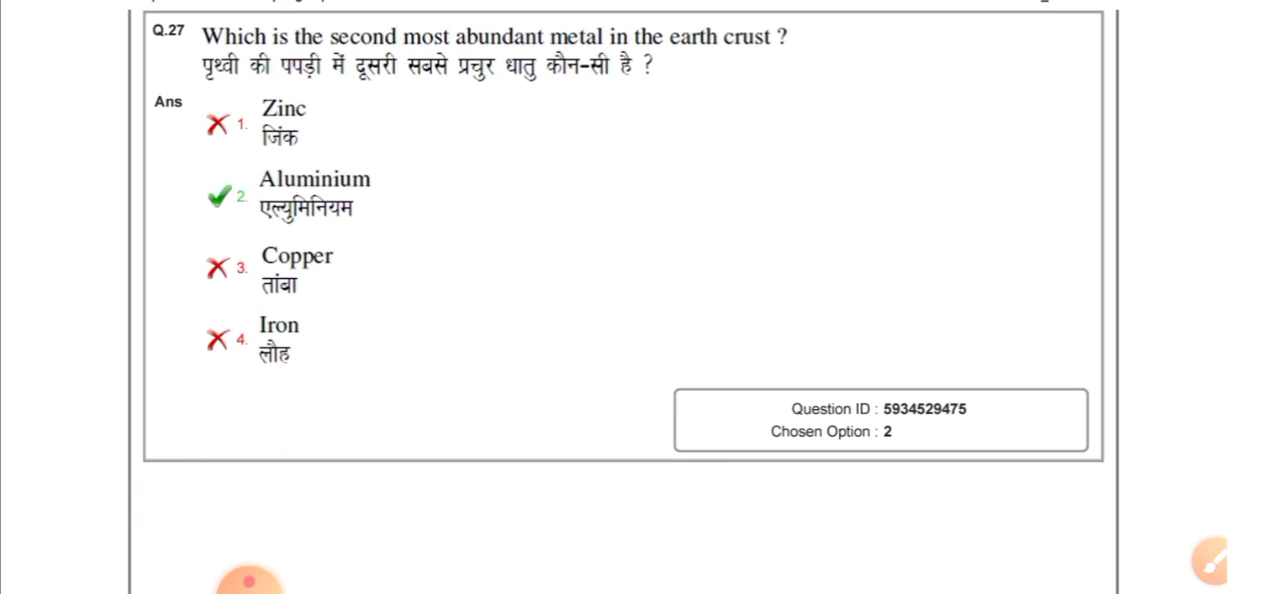 Q.27 Which is the second most abundant metal in the earth crust ?
पृथ्वी की पपड़ी में दूसरी सबसे प्रचुर धातु कौन-सी है ?
Ans
1. Zinc
जिंक
2. Aluminium
एल्युमिनियम
3. Copper
तांबा
4. Iron
लौह
Question ID : 5934529475
Chosen Option : 2